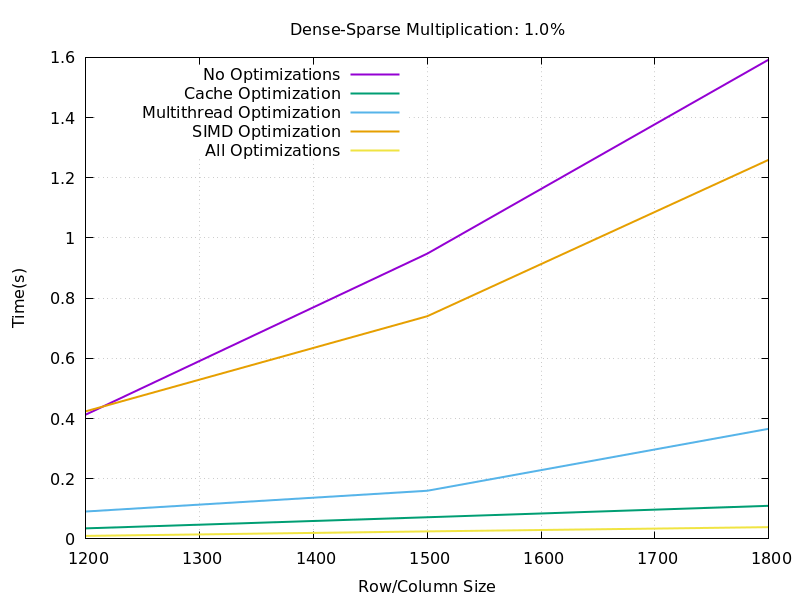 Dense-Sparse Multiplication: 1.0%
1.6
1.4
1.2
1
0.8
0.6
0.4
0.2
0
Time(s)
No Optimizations
Cache Optimization
Multithread Optimization
SIMD Optimization
All Optimizations
1200 1300 1400 1500 1600 1700 1800
Row/Column Size